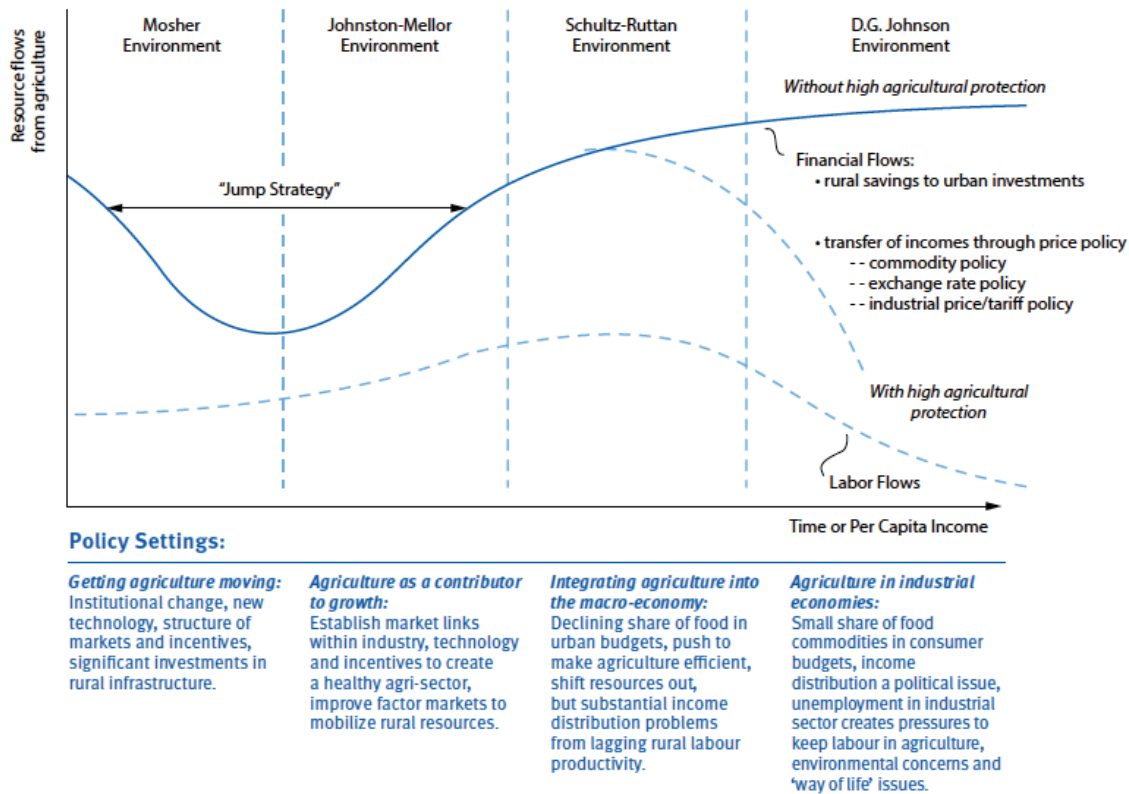 Resource flows
from agriculture
Mosher
Environment
Johnston-Mellor
Environment
Schultz-Ruttan
Environment
D.G. Johnson
Environment
Without high agricultural protection
"Jump Strategy"
Financial Flows:
• rural savings to urban investments
• transfer of incomes through price policy
- - commodity policy
- - exchange rate policy
- - industrial price/tariff policy
With high agricultural
protection
Labor Flows
Time or Per Capita Income
Policy Settings:
Getting agriculture moving:
Institutional change, new
technology, structure of
markets and incentives,
significant investments in
rural infrastructure.
Agriculture as a contributor
to growth:
Establish market links
within industry, technology
and incentives to create
a healthy agri-sector,
improve factor markets to
mobilize rural resources.
Integrating agriculture into
the macro-economy:
Declining share of food in
urban budgets, push to
make agriculture efficient,
shift resources out,
but substantial income
distribution problems
from lagging rural labour
productivity.
Agriculture in industrial
economies:
Small share of food
commodities in consumer
budgets, income
distribution a political issue,
unemployment in industrial
sector creates pressures to
keep labour in agriculture,
environmental concerns and
'way of life' issues.